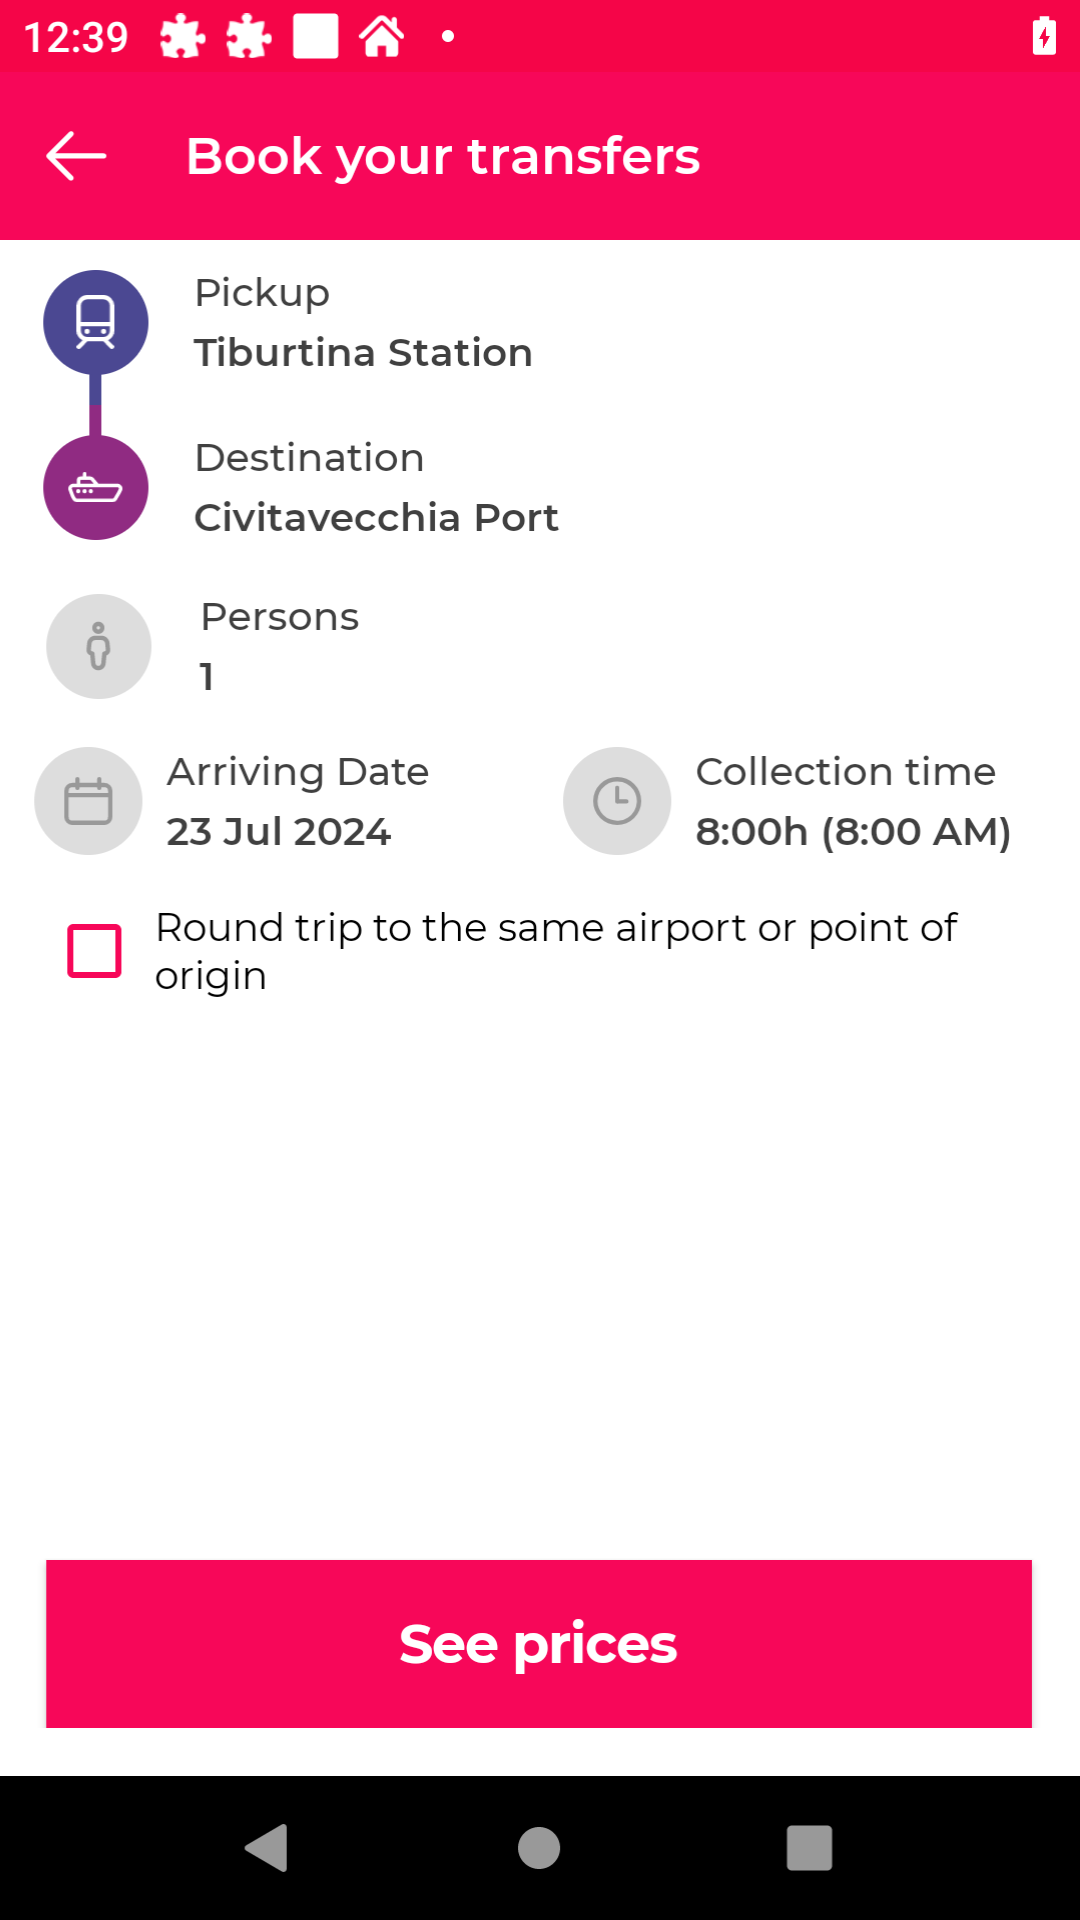 12:39
Book your transfers
Pickup
Tiburtina Station
Destination
Civitavecchia Port
Persons
1
Arriving Date
23 Jul 2024
Collection time
8:00h (8:00 AM)
Round trip to the same airport or point of
origin
See prices